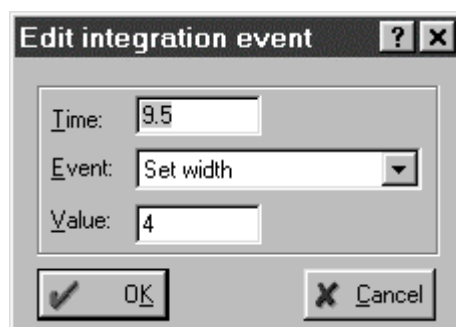 Edit integration event ? X
Time: 9.5
Event: Set width
Value: 4
OK Cancel